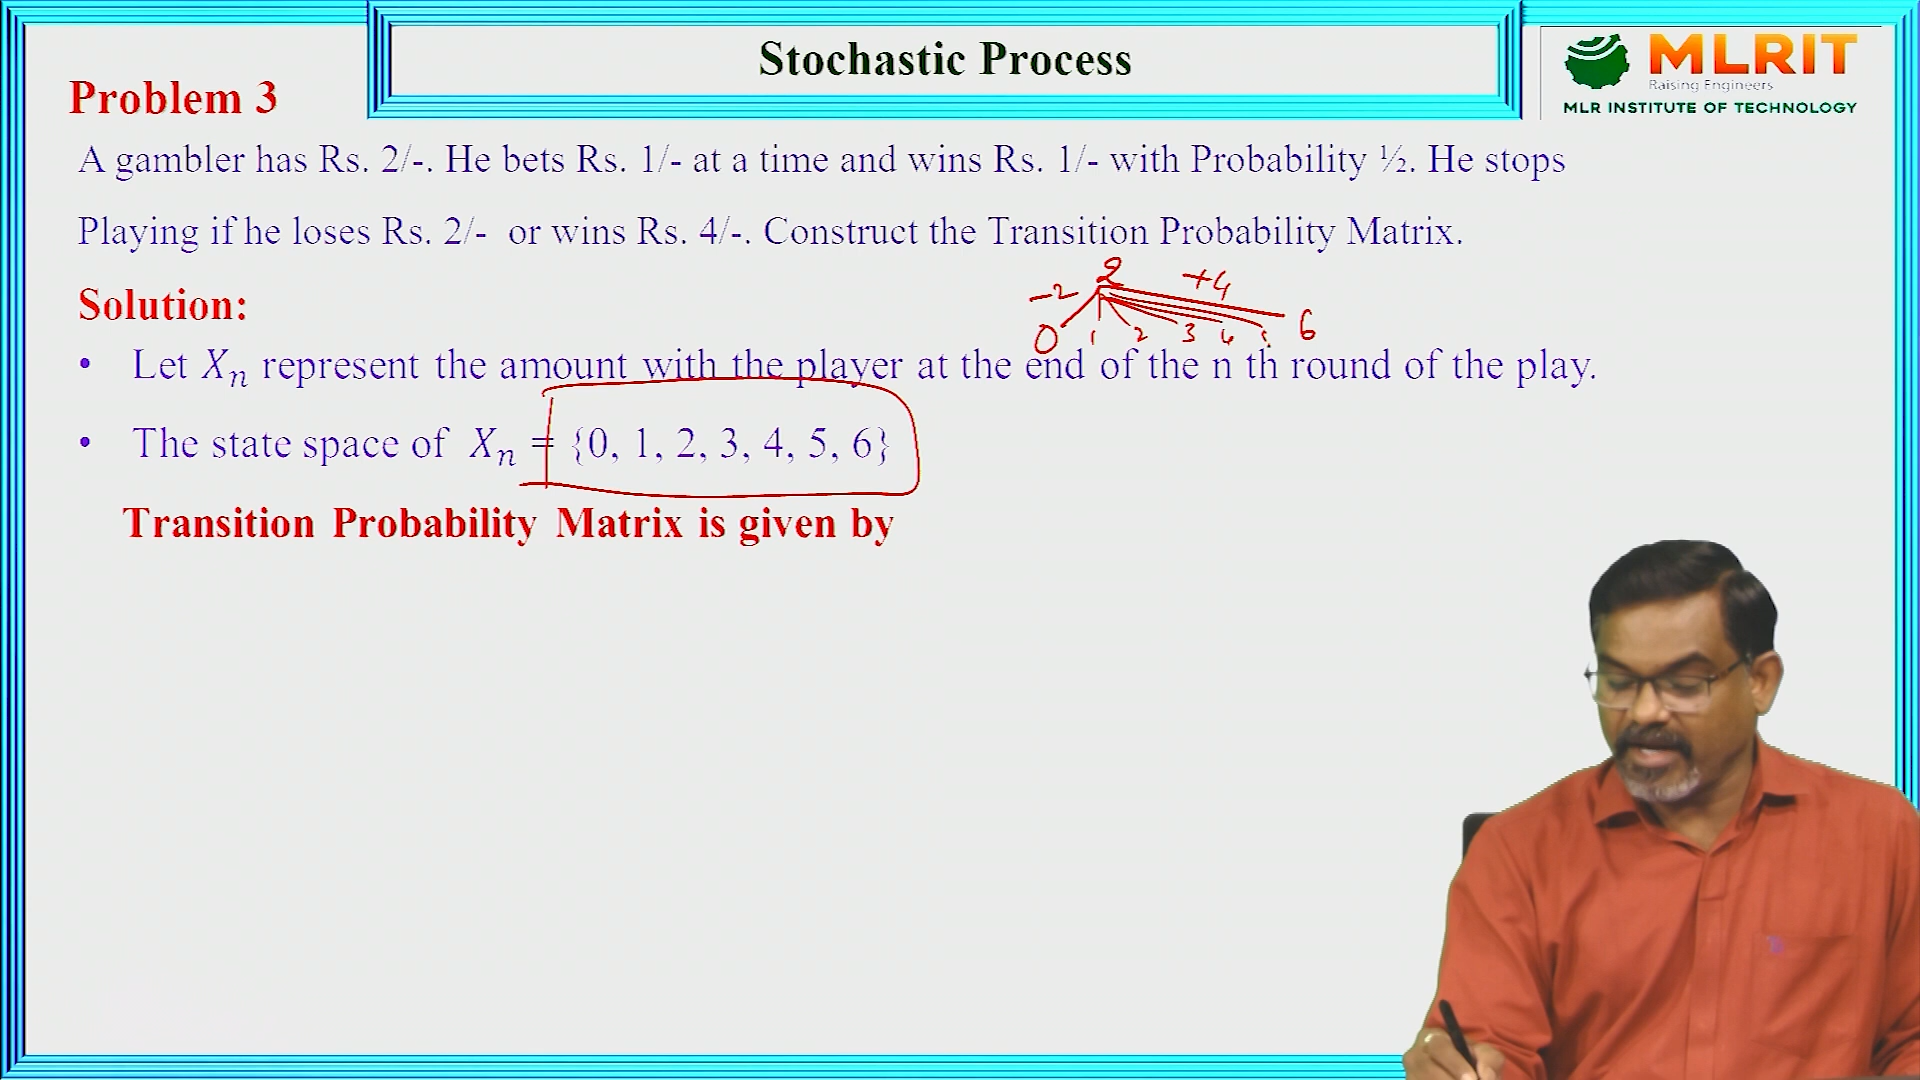 Stochastic Process
MLRIT
Raising Engineers
MLR INSTITUTE OF TECHNOLOGY
Problem 3
A gambler has Rs. 2/-. He bets Rs. 1/- at a time and wins Rs. 1/- with Probability ½. He stops
Playing if he loses Rs. 2/- or wins Rs. 4/-. Construct the Transition Probability Matrix.
2
-2 +4
0 1 2 3 4 5 6
Solution:
• Let Xₙ represent the amount with the player at the end of the n th round of the play.
• The state space of Xₙ = {0, 1, 2, 3, 4, 5, 6}
Transition Probability Matrix is given by